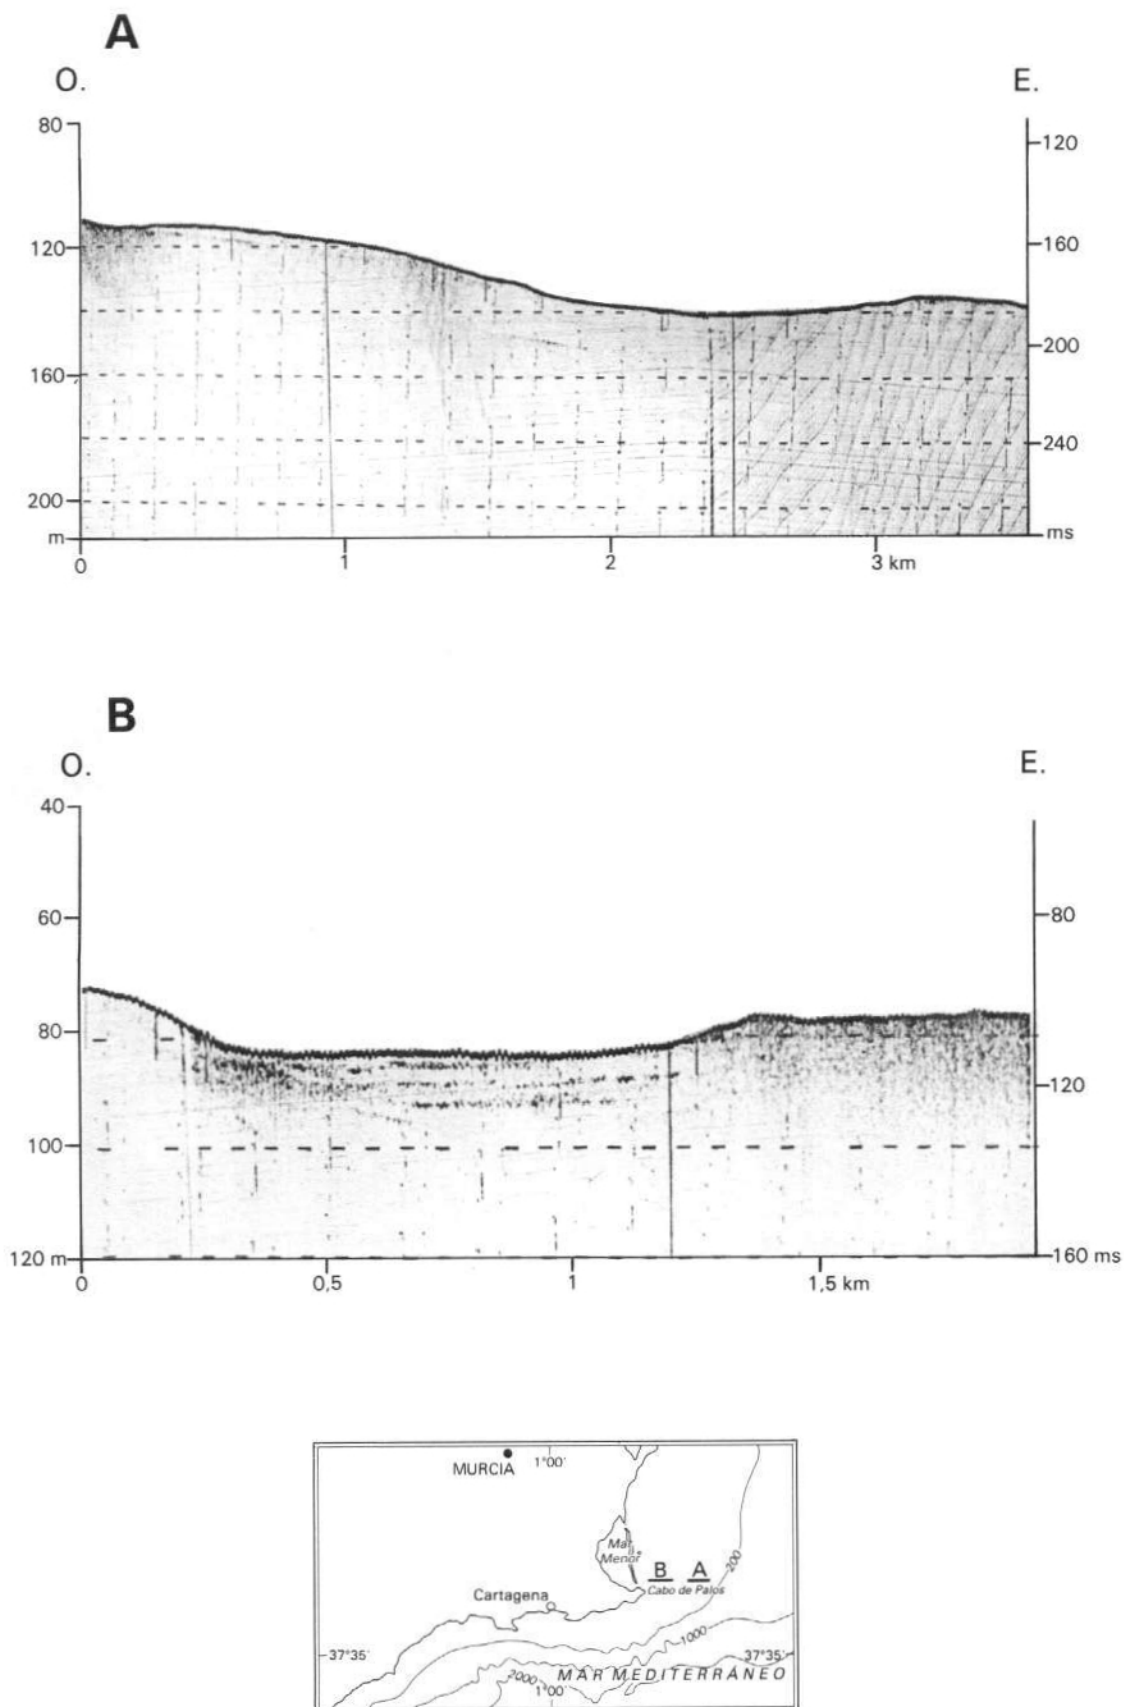 A
O. E.
80
120
120
160
200
160
240
200
m
ms
0 1 2 3 km
B
O. E.
40
60
80
80
120
100
120 m
160 ms
0 0,5 1 1,5 km
MURCIA 1°00'
Mar
Menor
B A
200
Cabo de Palos
Cartagena
1000
37°35' 37°35'
2000 MAR MEDITERRÁNEO
1°00'